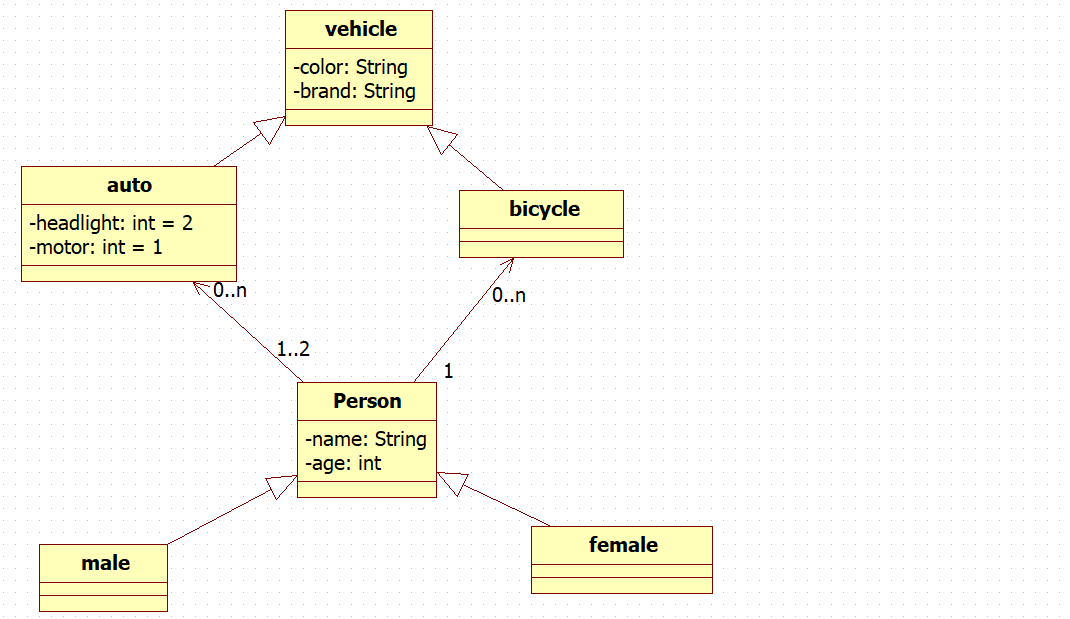 vehicle
-color: String
-brand: String
auto
-headlight: int = 2
-motor: int = 1
bicycle
0..n
0..n
1..2
1
Person
-name: String
-age: int
male
female